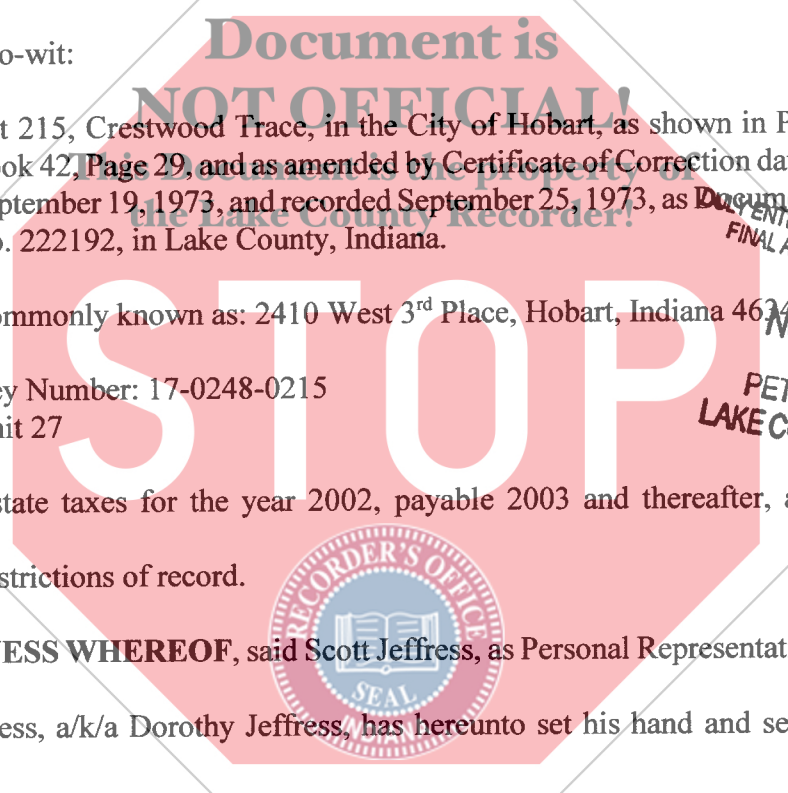 Document is
o-wit:
NOT OFFICIAL!
t 215, Crestwood Trace, in the City of Hobart, as shown in P
ok 42, Page 29, and as amended by Certificate of Correction da
This Document is the property of
ptember 19, 1973, and recorded September 25, 1973, as Docum
the Lake County Recorder!
. 222192, in Lake County, Indiana.
FINAL A
ommonly known as: 2410 West 3rd Place, Hobart, Indiana 4634
N
ey Number: 17-0248-0215
PET
it 27
LAKE C
STOP
state taxes for the year 2002, payable 2003 and thereafter, a
strictions of record.
RECORDER'S OFFICE
ESS WHEREOF, said Scott Jeffress, as Personal Representat
SEAL
INDIANA
ess, a/k/a Dorothy Jeffress, has hereunto set his hand and se